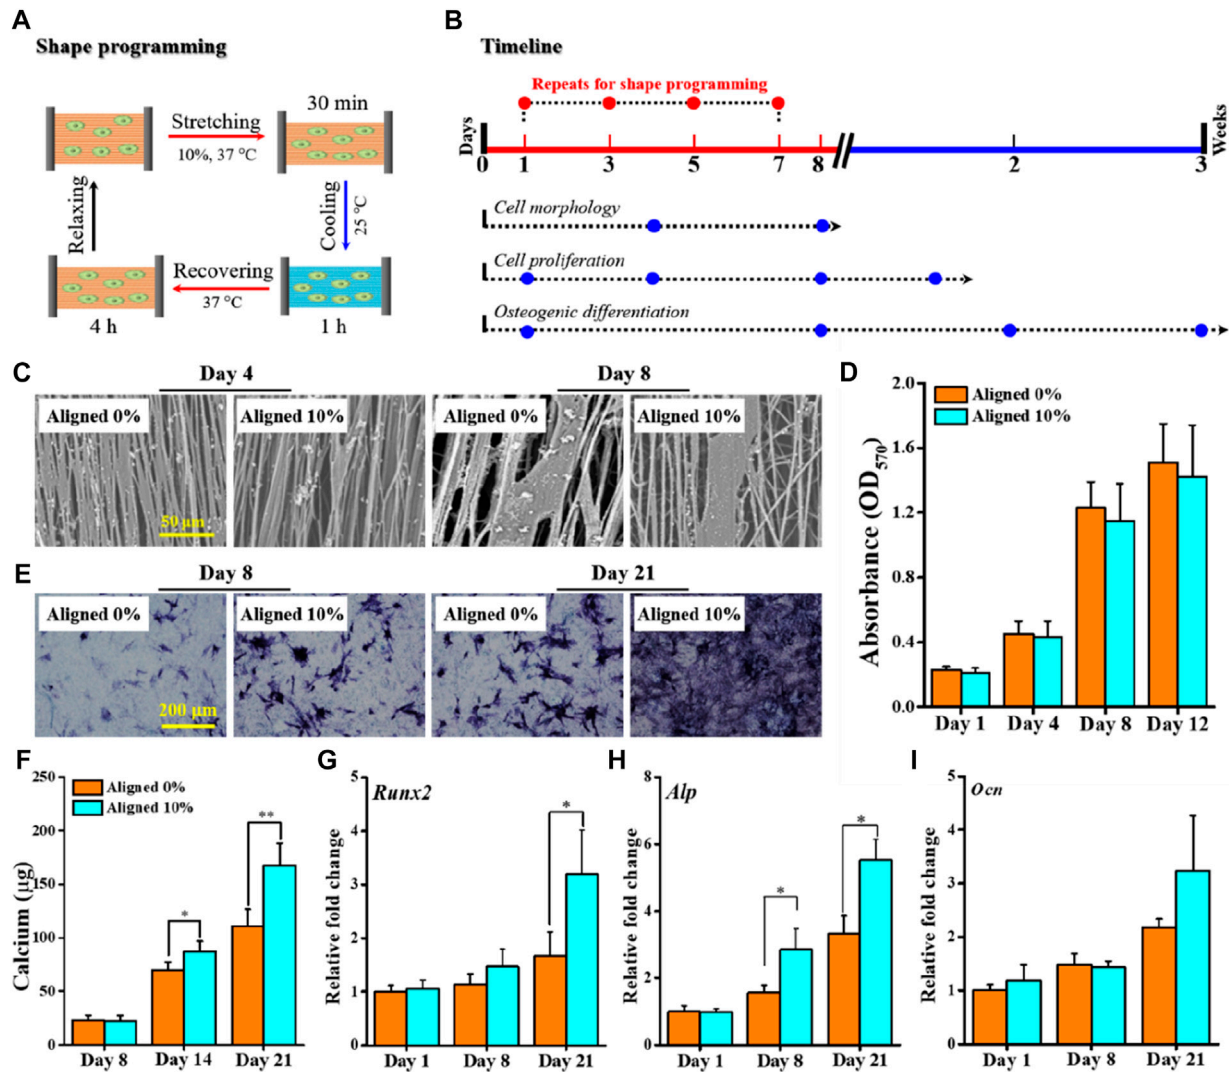 A
Shape programming
Stretching
10%, 37 °C
30 min
Cooling
25 °C
Relaxing
Recovering
37 °C
4 h
1 h
B
Timeline
Repeats for shape programming
Days
Weeks
0
1
3
5
7
8
2
3
Cell morphology
Cell proliferation
Osteogenic differentiation
C
Day 4
Day 8
Aligned 0%
Aligned 10%
Aligned 0%
Aligned 10%
50 μm
D
Absorbance (OD570)
2.0
1.6
1.2
0.8
0.4
0.0
Aligned 0%
Aligned 10%
Day 1
Day 4
Day 8
Day 12
E
Day 8
Day 21
Aligned 0%
Aligned 10%
Aligned 0%
Aligned 10%
200 μm
F
Calcium (μg)
250
200
150
100
50
0
Aligned 0%
Aligned 10%
*
**
Day 8
Day 14
Day 21
G
Runx2
Relative fold change
5
4
3
2
1
0
*
Day 1
Day 8
Day 21
H
Alp
Relative fold change
8
6
4
2
0
*
*
Day 1
Day 8
Day 21
I
Ocn
Relative fold change
5
4
3
2
1
0
Day 1
Day 8
Day 21